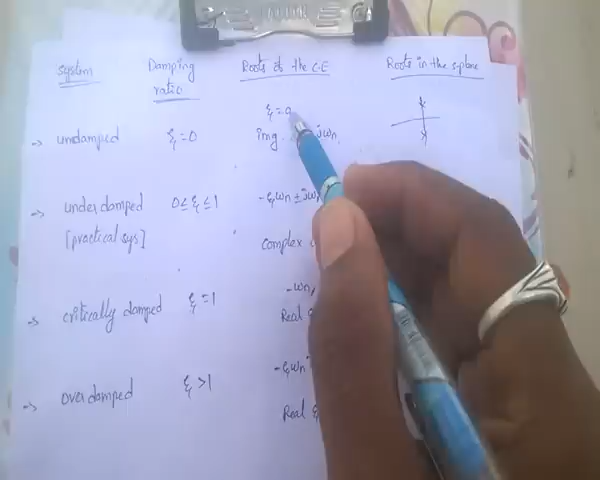 System Damping ratio Roots of the C.E Roots in the s-plane
ξ=0
-> undamped ξ=0 img. jωn.
-> underdamped 0≤ξ≤1 -ξωn ± jω
[practical sys] complex
-> critically damped ξ=1 -ωn,
Real
-> overdamped ξ>1 -ξωn
Real